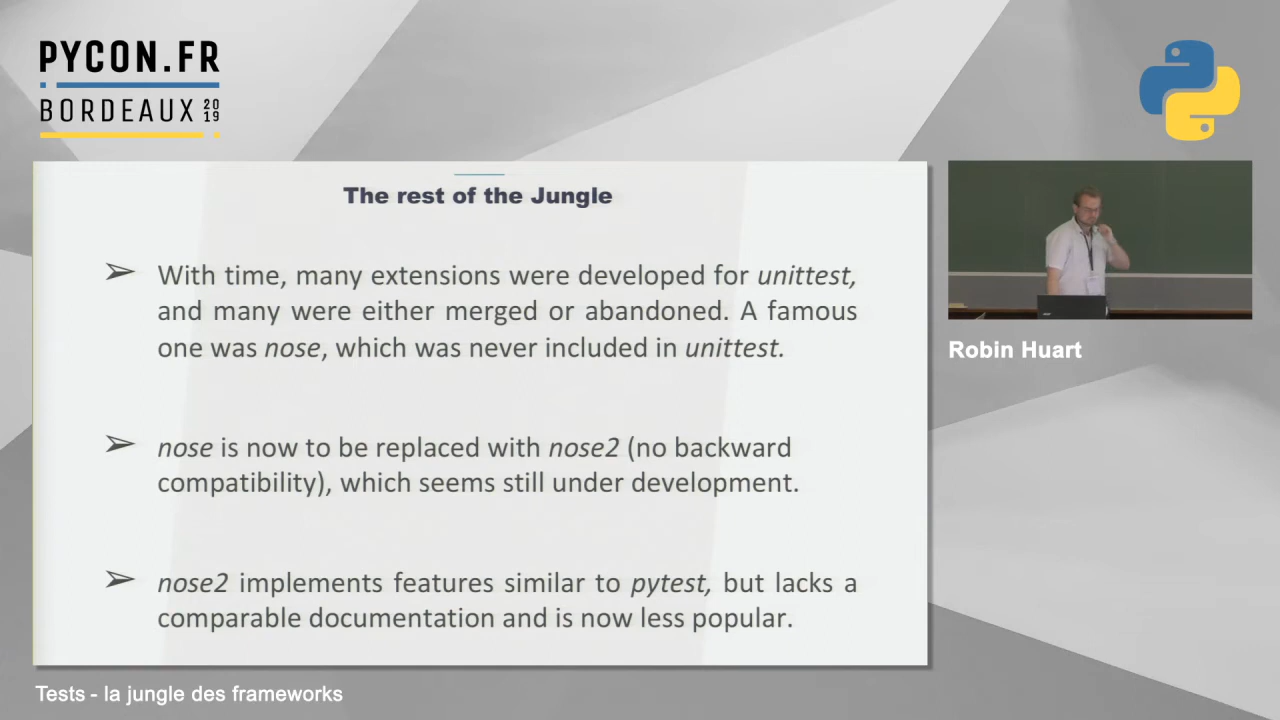 PYCON.FR
BORDEAUX 2019
The rest of the Jungle
➢ With time, many extensions were developed for unittest,
and many were either merged or abandoned. A famous
one was nose, which was never included in unittest.
➢ nose is now to be replaced with nose2 (no backward
compatibility), which seems still under development.
➢ nose2 implements features similar to pytest, but lacks a
comparable documentation and is now less popular.
Robin Huart
Tests - la jungle des frameworks